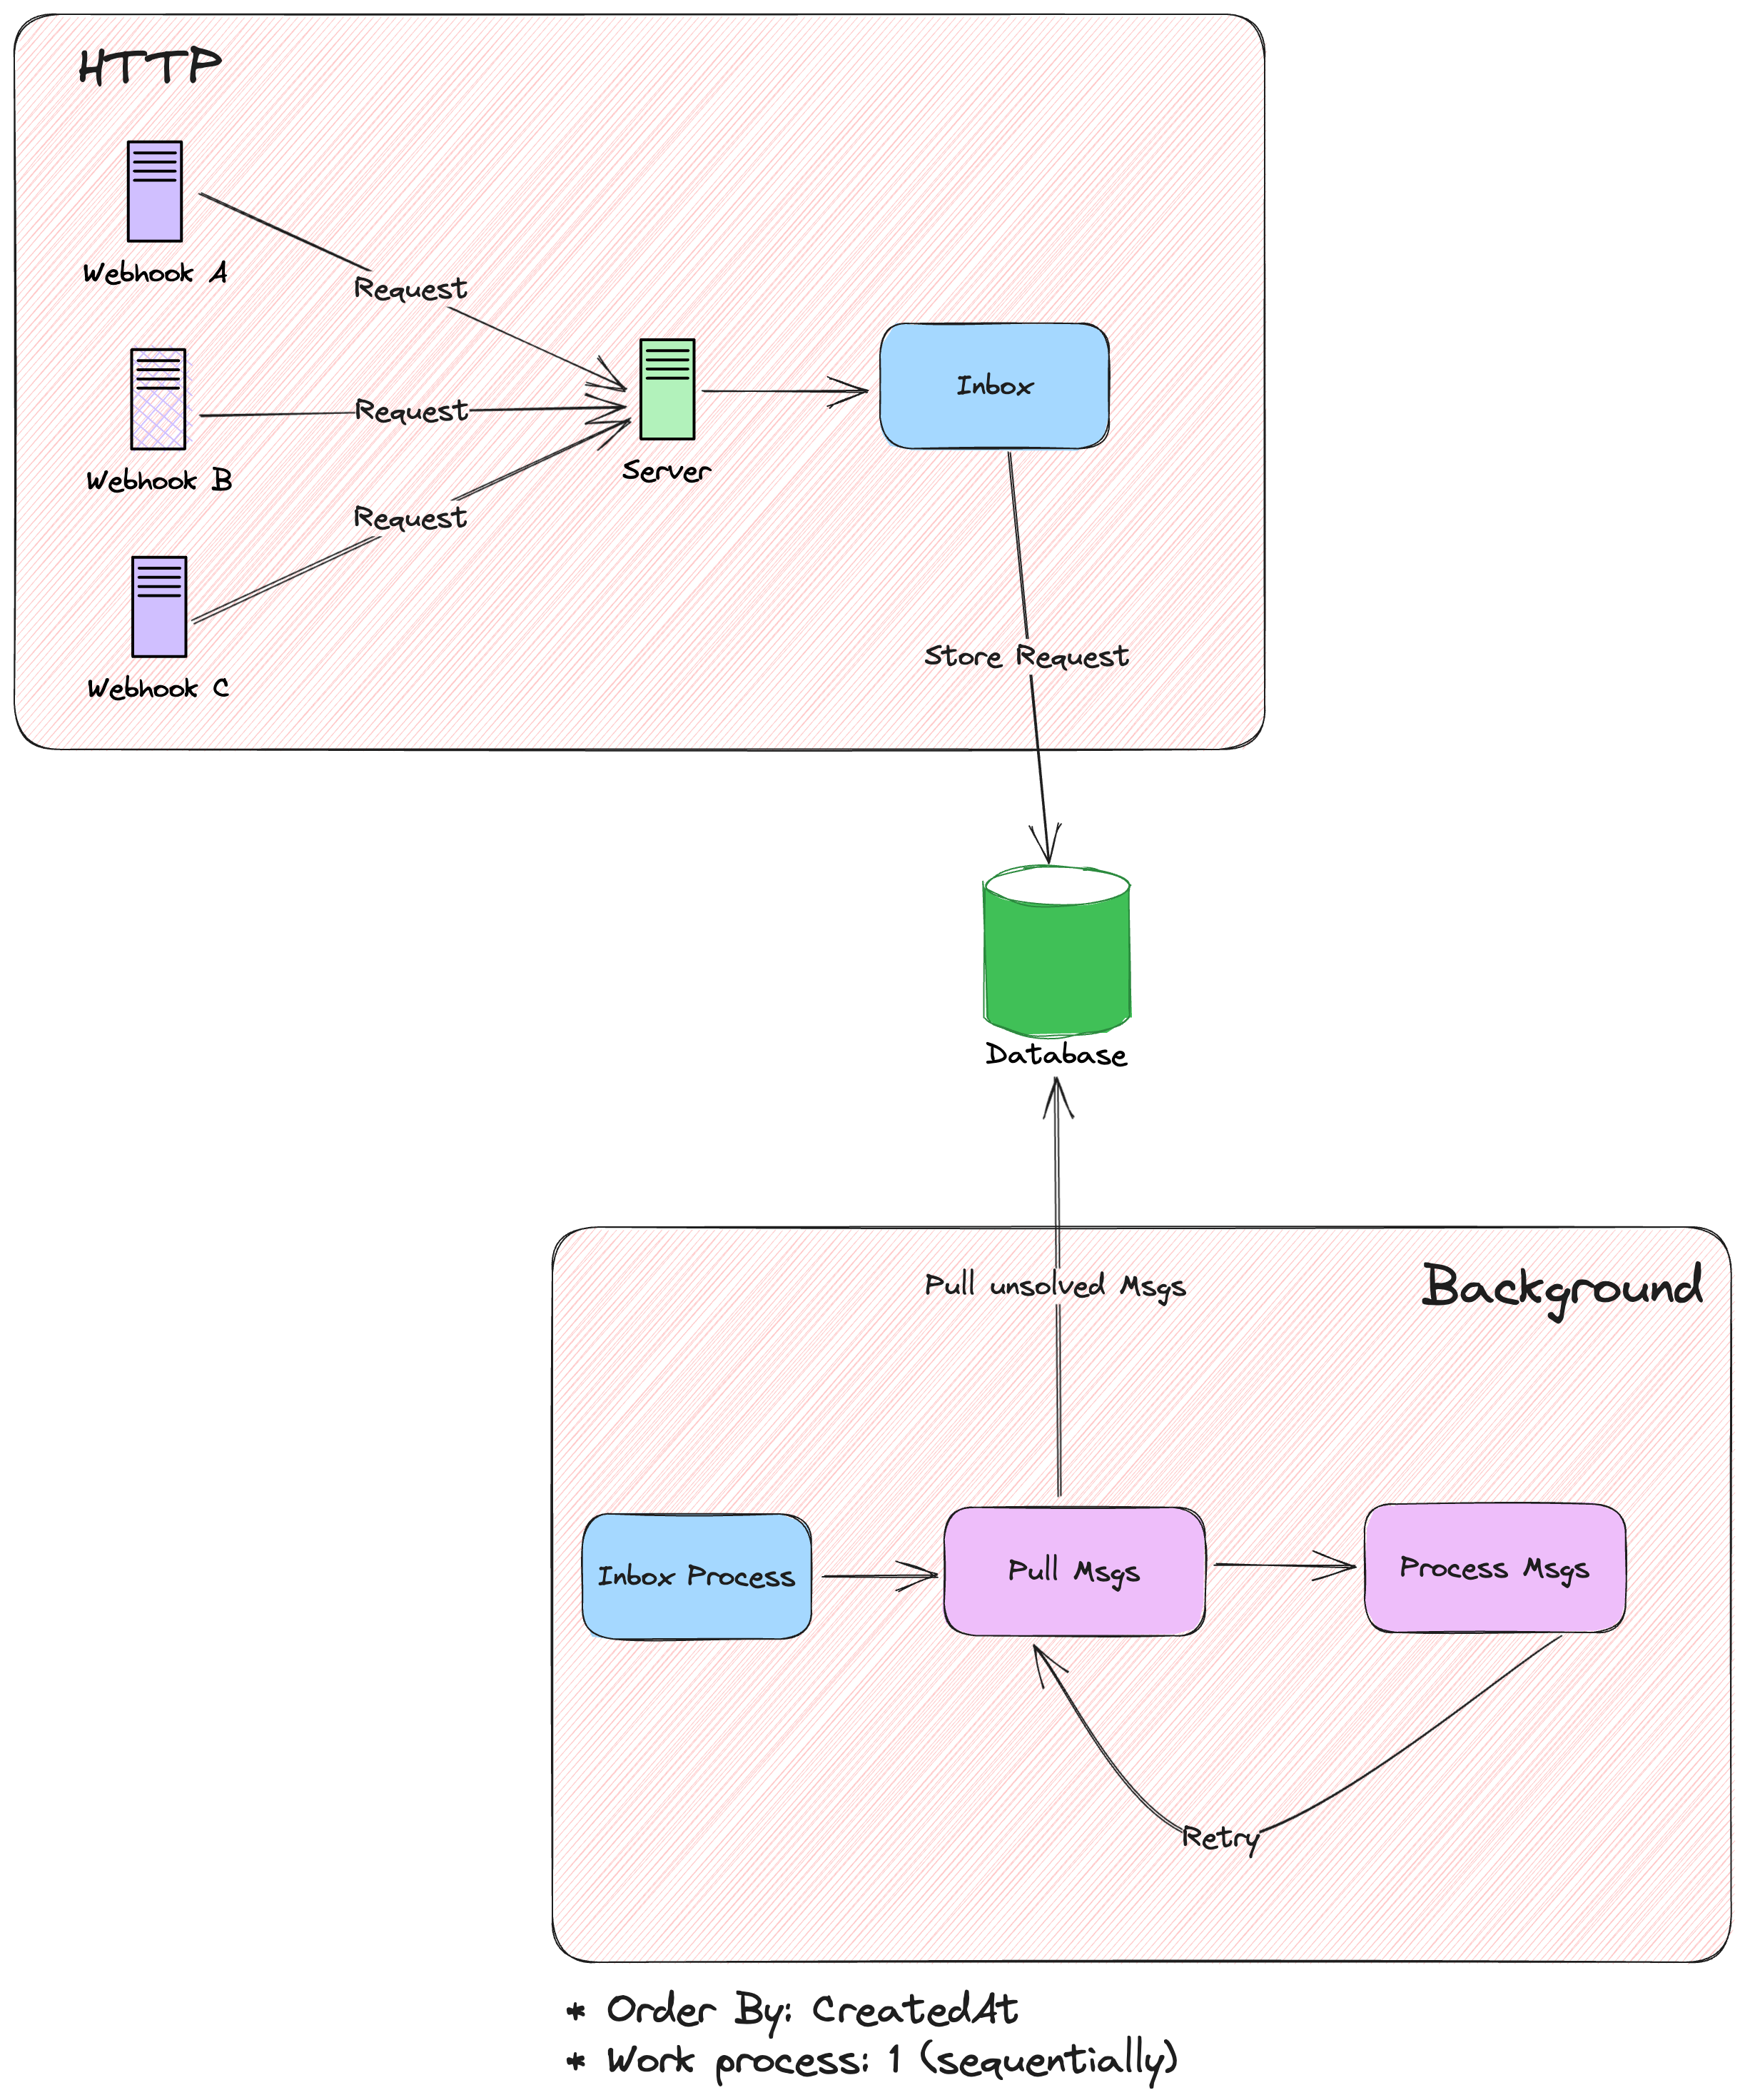 HTTP
Webhook A
Request
Request
Webhook B
Request
Webhook C
Server
Inbox
Store Request
Database
Background
Pull unsolved Msgs
Inbox Process
Pull Msgs
Process Msgs
Retry
* Order By: CreatedAt
* Work process: 1 (sequentially)